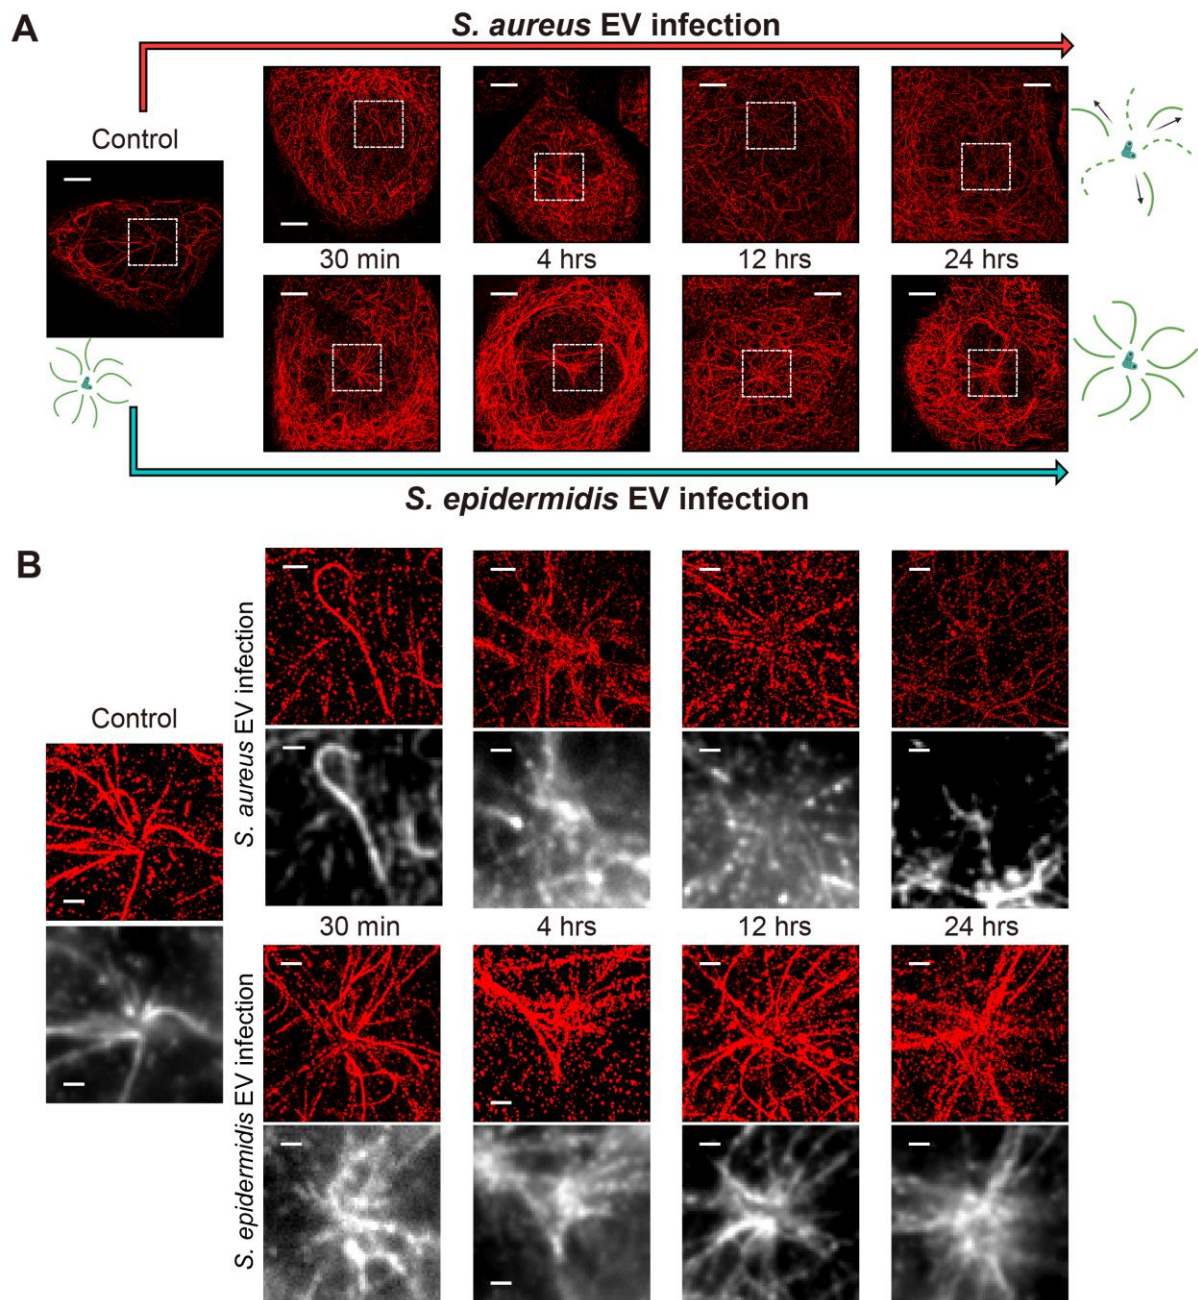 A
S. aureus EV infection
Control
30 min 4 hrs 12 hrs 24 hrs
S. epidermidis EV infection
B
S. aureus EV infection
Control
30 min 4 hrs 12 hrs 24 hrs
S. epidermidis EV infection